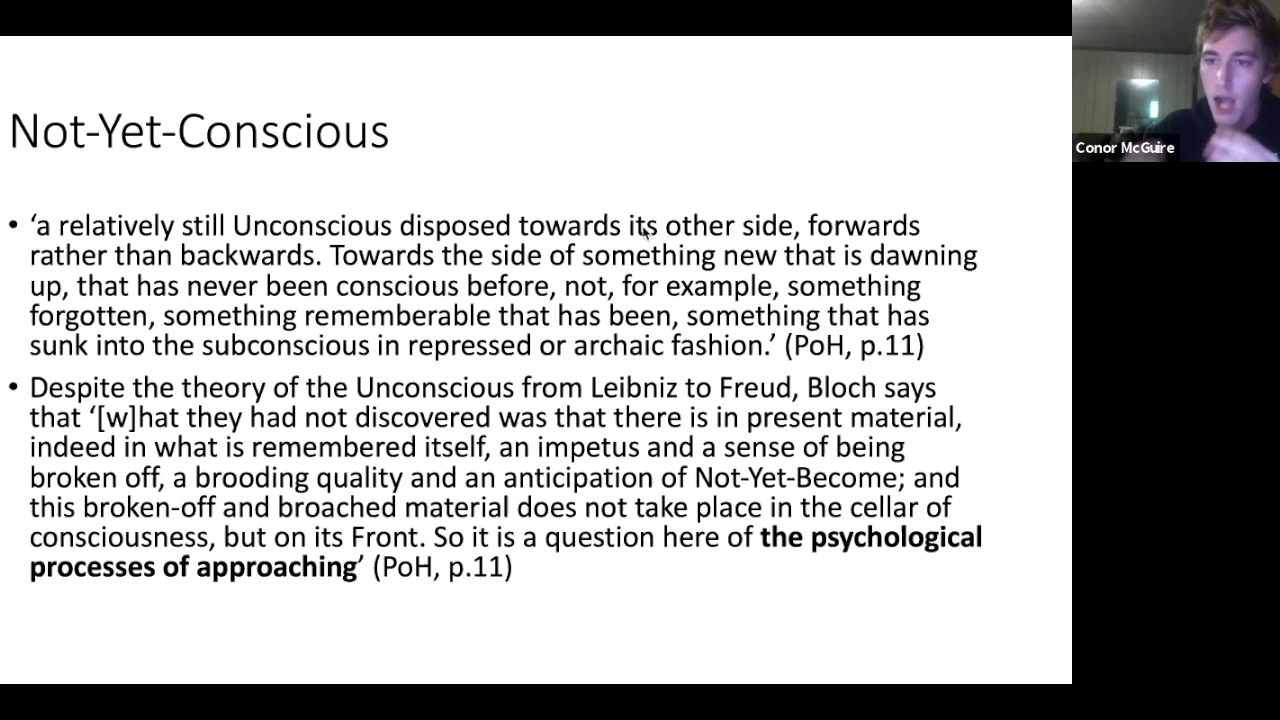 Not-Yet-Conscious
• ‘a relatively still Unconscious disposed towards its other side, forwards
rather than backwards. Towards the side of something new that is dawning
up, that has never been conscious before, not, for example, something
forgotten, something rememberable that has been, something that has
sunk into the subconscious in repressed or archaic fashion.’ (PoH, p.11)
• Despite the theory of the Unconscious from Leibniz to Freud, Bloch says
that ‘[w]hat they had not discovered was that there is in present material,
indeed in what is remembered itself, an impetus and a sense of being
broken off, a brooding quality and an anticipation of Not-Yet-Become; and
this broken-off and broached material does not take place in the cellar of
consciousness, but on its Front. So it is a question here of the psychological
processes of approaching’ (PoH, p.11)
Conor McGuire